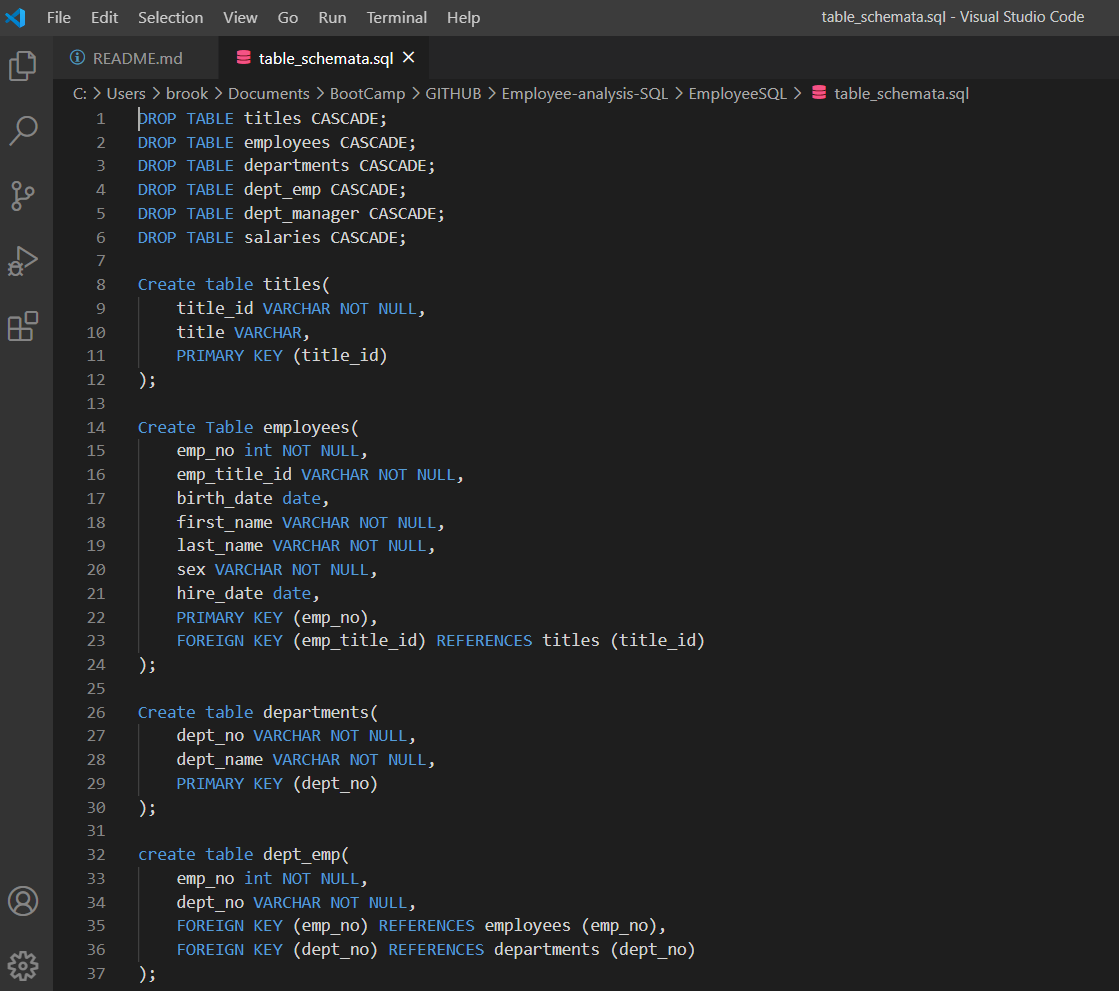 File Edit Selection View Go Run Terminal Help table_schemata.sql - Visual Studio Code
README.md table_schemata.sql
C: > Users > brook > Documents > BootCamp > GITHUB > Employee-analysis-SQL > EmployeeSQL > table_schemata.sql
1 DROP TABLE titles CASCADE;
2 DROP TABLE employees CASCADE;
3 DROP TABLE departments CASCADE;
4 DROP TABLE dept_emp CASCADE;
5 DROP TABLE dept_manager CASCADE;
6 DROP TABLE salaries CASCADE;
7
8 Create table titles(
9 title_id VARCHAR NOT NULL,
10 title VARCHAR,
11 PRIMARY KEY (title_id)
12 );
13
14 Create Table employees(
15 emp_no int NOT NULL,
16 emp_title_id VARCHAR NOT NULL,
17 birth_date date,
18 first_name VARCHAR NOT NULL,
19 last_name VARCHAR NOT NULL,
20 sex VARCHAR NOT NULL,
21 hire_date date,
22 PRIMARY KEY (emp_no),
23 FOREIGN KEY (emp_title_id) REFERENCES titles (title_id)
24 );
25
26 Create table departments(
27 dept_no VARCHAR NOT NULL,
28 dept_name VARCHAR NOT NULL,
29 PRIMARY KEY (dept_no)
30 );
31
32 create table dept_emp(
33 emp_no int NOT NULL,
34 dept_no VARCHAR NOT NULL,
35 FOREIGN KEY (emp_no) REFERENCES employees (emp_no),
36 FOREIGN KEY (dept_no) REFERENCES departments (dept_no)
37 );